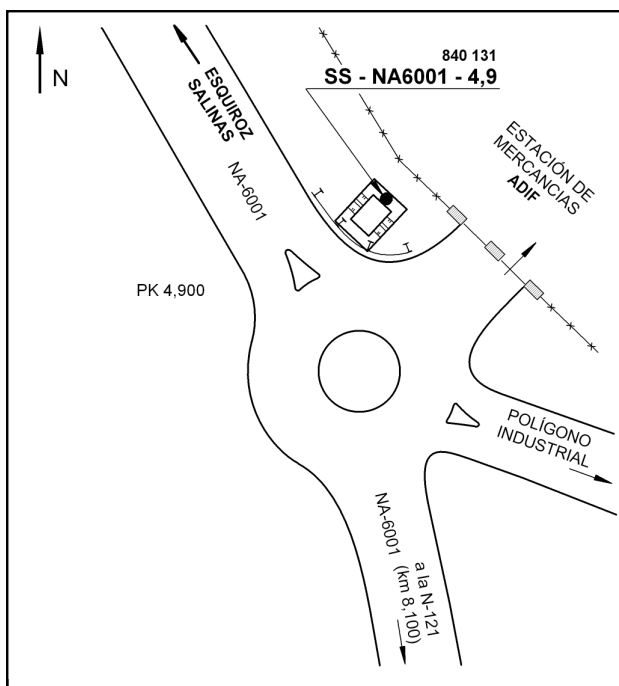 N
840 131
SS - NA6001 - 4,9
ESQUIROZ
SALINAS
NA-6001
ESTACIÓN DE
MERCANCIAS
ADIF
PK 4,900
POLÍGONO
INDUSTRIAL
NA-6001
a la N-121
(km 8,100)